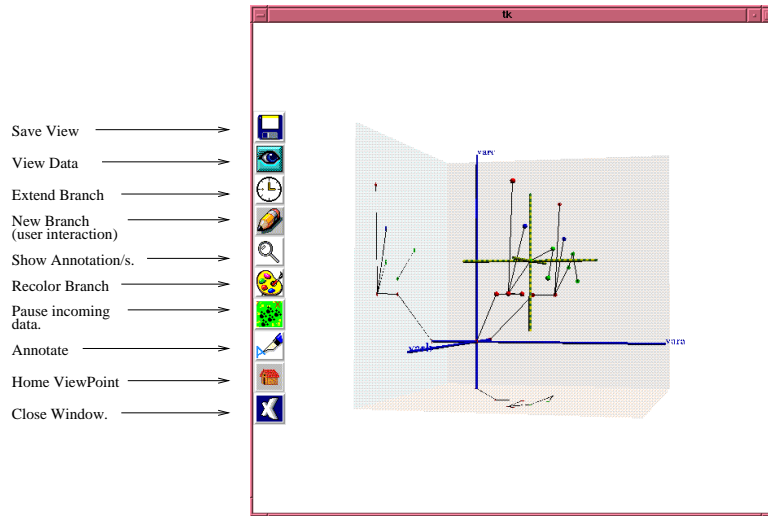 tk
Save View
View Data
Extend Branch
New Branch
(user interaction)
Show Annotation/s.
Recolor Branch
Pause incoming
data.
Annotate
Home ViewPoint
Close Window.
varc
vara
varb